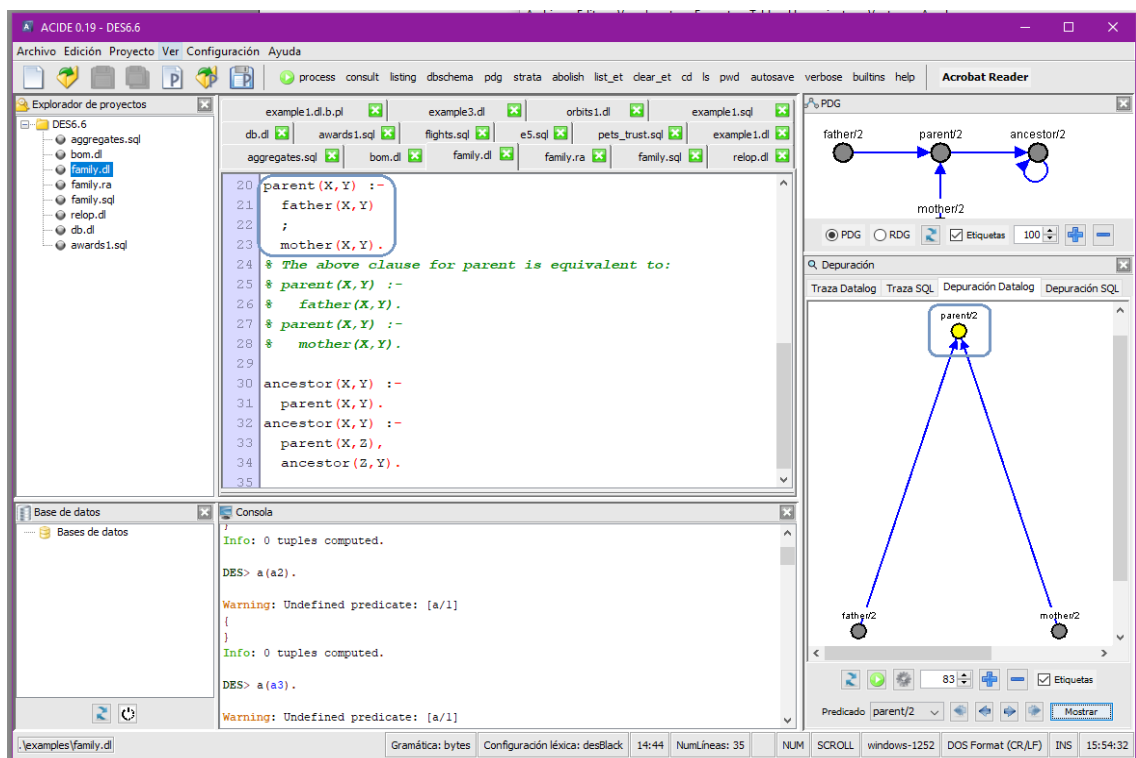 ACIDE 0.19 - DES6.6
Archivo Edición Proyecto Ver Configuración Ayuda
process consult listing dbschema pdg strata abolish list_et clear_et cd ls pwd autosave verbose builtins help Acrobat Reader
Explorador de proyectos
DES6.6
aggregates.sql
bom.dl
family.dl
family.ra
family.sql
relop.dl
db.dl
awards1.sql
example1.dl.b.pl example3.dl orbits1.dl example1.sql
db.dl awards1.sql flights.sql e5.sql pets_trust.sql example1.dl
aggregates.sql bom.dl family.dl family.ra family.sql relop.dl
20 parent(X,Y) :-
21 father(X,Y)
22 ;
23 mother(X,Y).
24 % The above clause for parent is equivalent to:
25 % parent(X,Y) :-
26 % father(X,Y).
27 % parent(X,Y) :-
28 % mother(X,Y).
29
30 ancestor(X,Y) :-
31 parent(X,Y).
32 ancestor(X,Y) :-
33 parent(X,Z),
34 ancestor(Z,Y).
35
PDG
father/2 parent/2 ancestor/2
mother/2
PDG RDG Etiquetas 100
Depuración
Traza Datalog Traza SQL Depuración Datalog Depuración SQL
parent/2
father/2 mother/2
83 Etiquetas
Predicado parent/2 Mostrar
Base de datos
Bases de datos
Consola
}
Info: 0 tuples computed.
DES> a(a2).
Warning: Undefined predicate: [a/1]
{
}
Info: 0 tuples computed.
DES> a(a3).
Warning: Undefined predicate: [a/1]
.\examples\family.dl Gramática: bytes Configuración léxica: desBlack 14:44 NumLíneas: 35 NUM SCROLL windows-1252 DOS Format (CR/LF) INS 15:54:32